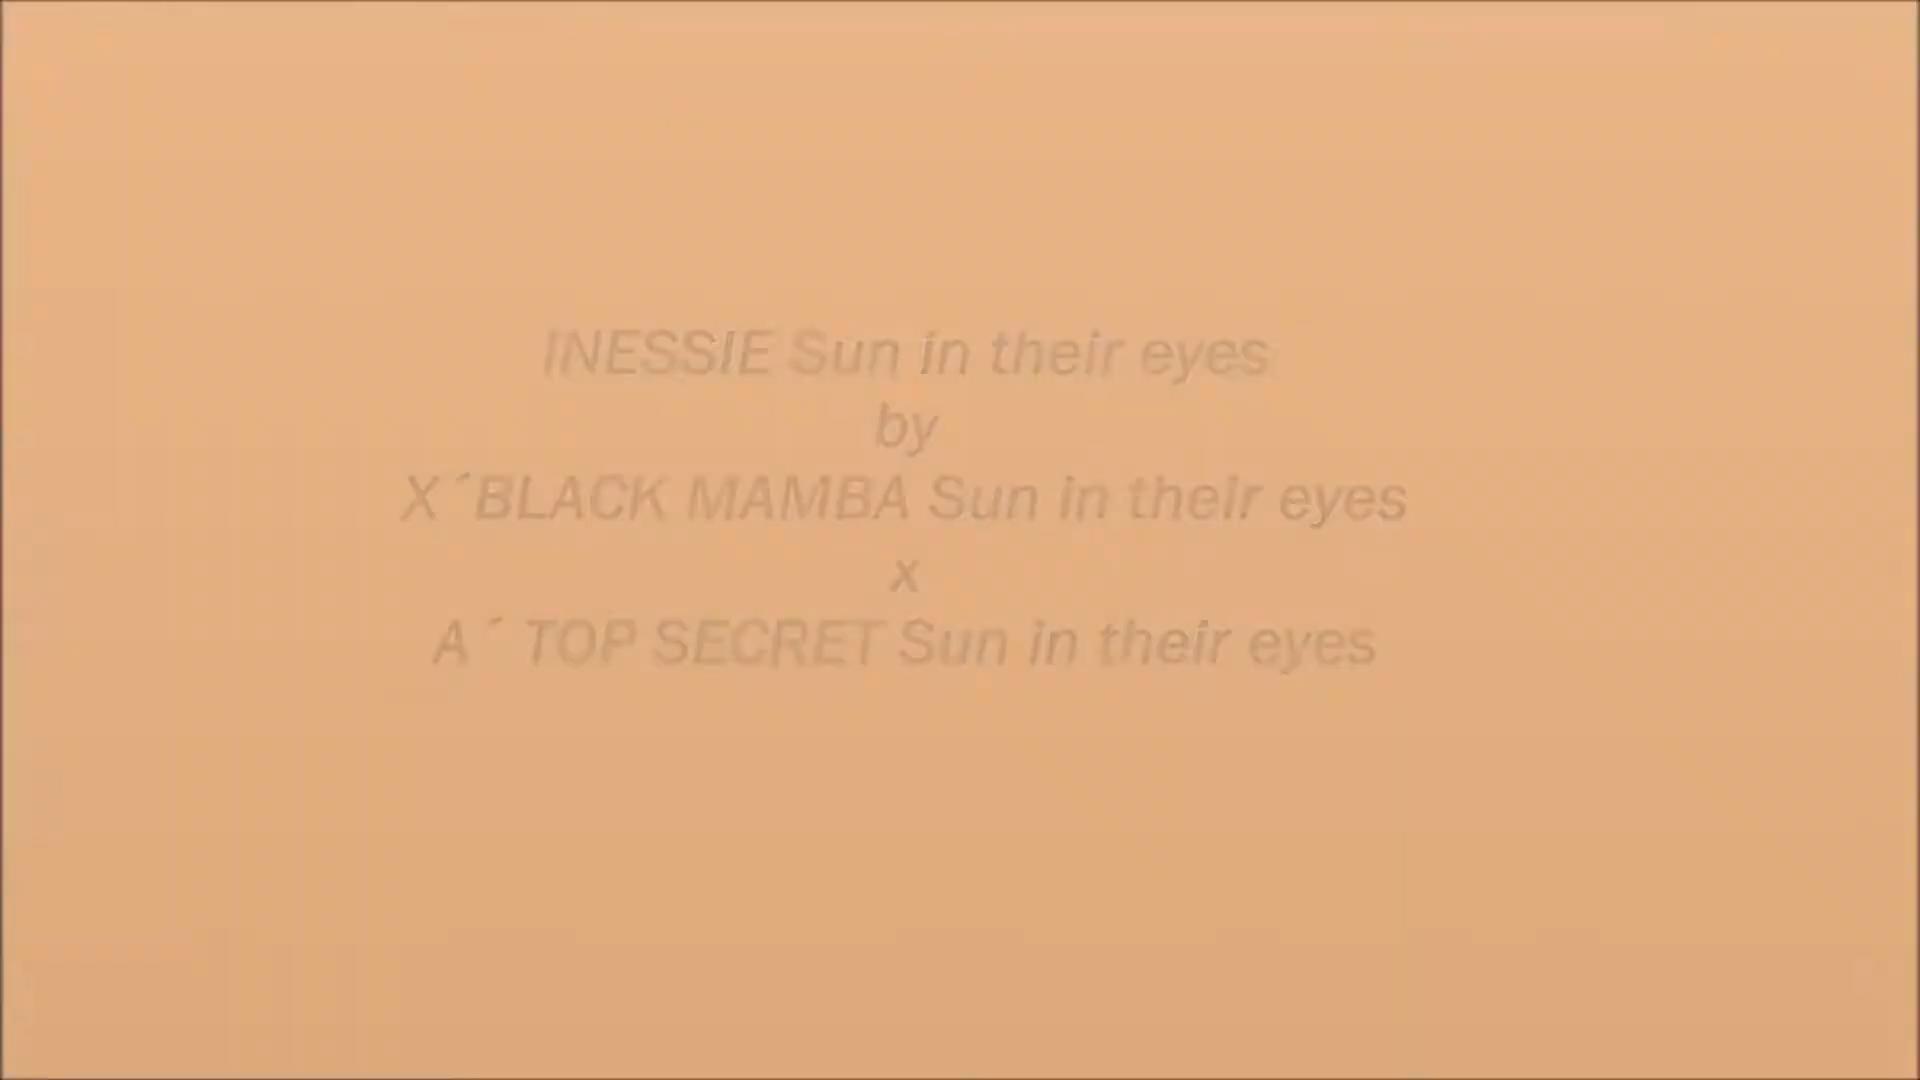 INESSIE Sun in their eyes
by
X´BLACK MAMBA Sun in their eyes
x
A´ TOP SECRET Sun in their eyes